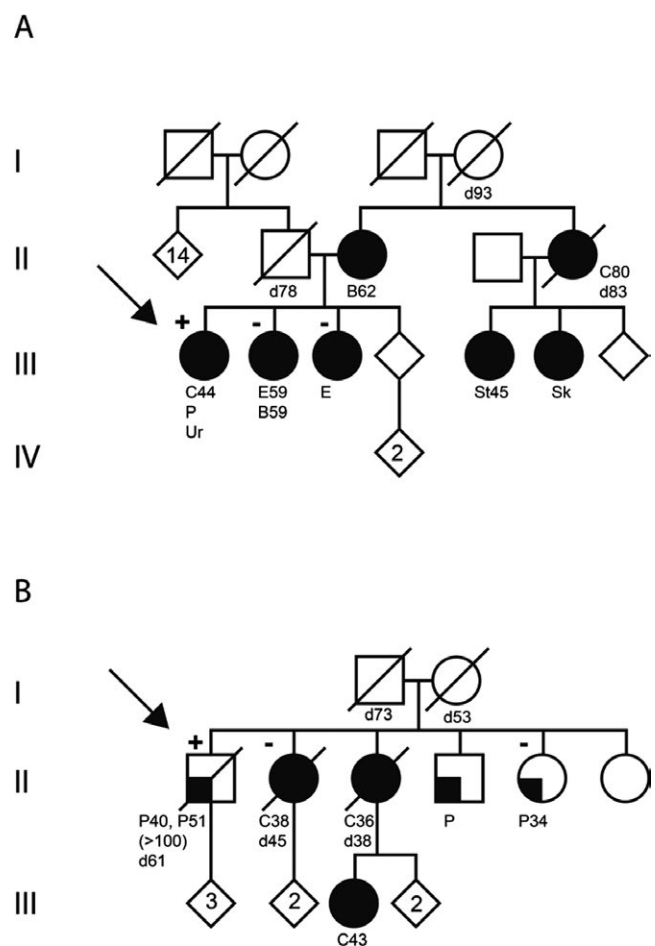 A
I
d93
II
14
d78
B62
C80
d83
+
-
-
III
C44
P
Ur
E59
B59
E
St45
Sk
IV
2
B
I
d73
d53
+
-
-
II
P40, P51
(>100)
d61
C38
d45
C36
d38
P
P34
III
3
2
2
C43